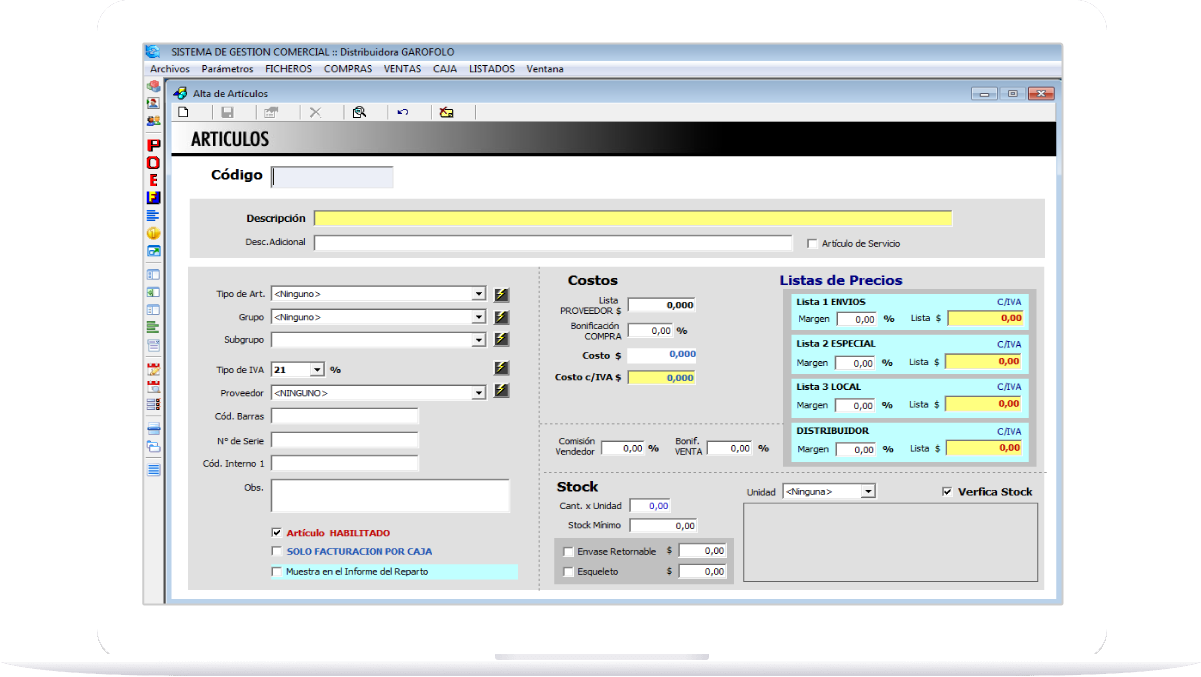 SISTEMA DE GESTION COMERCIAL :: Distribuidora GAROFOLO
Archivos Parámetros FICHEROS COMPRAS VENTAS CAJA LISTADOS Ventana
Alta de Artículos
ARTICULOS
Código
Descripción
Desc.Adicional
Artículo de Servicio
P
O
E
F
Tipo de Art. <Ninguno>
Grupo <Ninguno>
Subgrupo
Tipo de IVA 21 %
Proveedor <NINGUNO>
Cód. Barras
Nº de Serie
Cód. Interno 1
Obs.
Artículo HABILITADO
SOLO FACTURACION POR CAJA
Muestra en el Informe del Reparto
Costos
Lista
PROVEEDOR $ 0,000
Bonificación
COMPRA 0,00 %
Costo $ 0,000
Costo c/IVA $ 0,000
Comisión
Vendedor 0,00 %
Bonif.
VENTA 0,00 %
Listas de Precios
Lista 1 ENVIOS C/IVA
Margen 0,00 % Lista $ 0,00
Lista 2 ESPECIAL C/IVA
Margen 0,00 % Lista $ 0,00
Lista 3 LOCAL C/IVA
Margen 0,00 % Lista $ 0,00
DISTRIBUIDOR C/IVA
Margen 0,00 % Lista $ 0,00
Stock
Cant. x Unidad 0,00
Stock Mínimo 0,00
Envase Retornable $ 0,00
Esqueleto $ 0,00
Unidad <Ninguna>
Verfica Stock